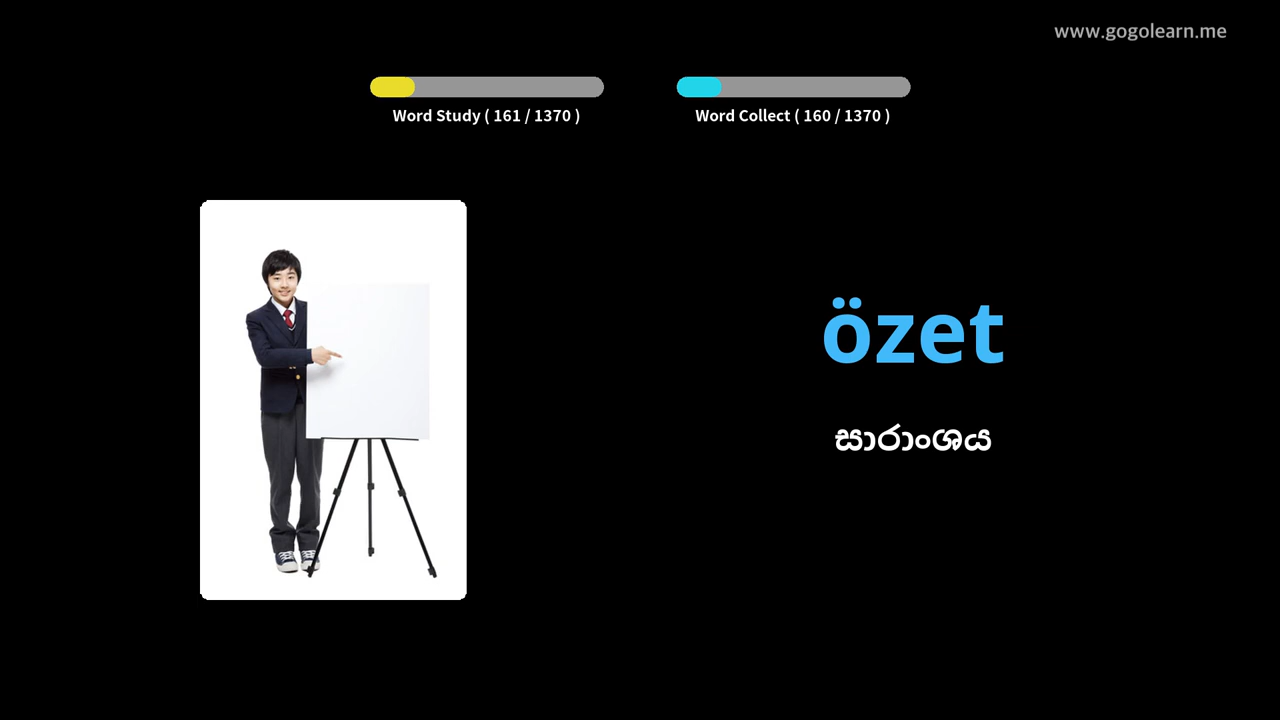 www.gogolearn.me
Word Study ( 161 / 1370 )
Word Collect ( 160 / 1370 )
özet
සාරාංශය